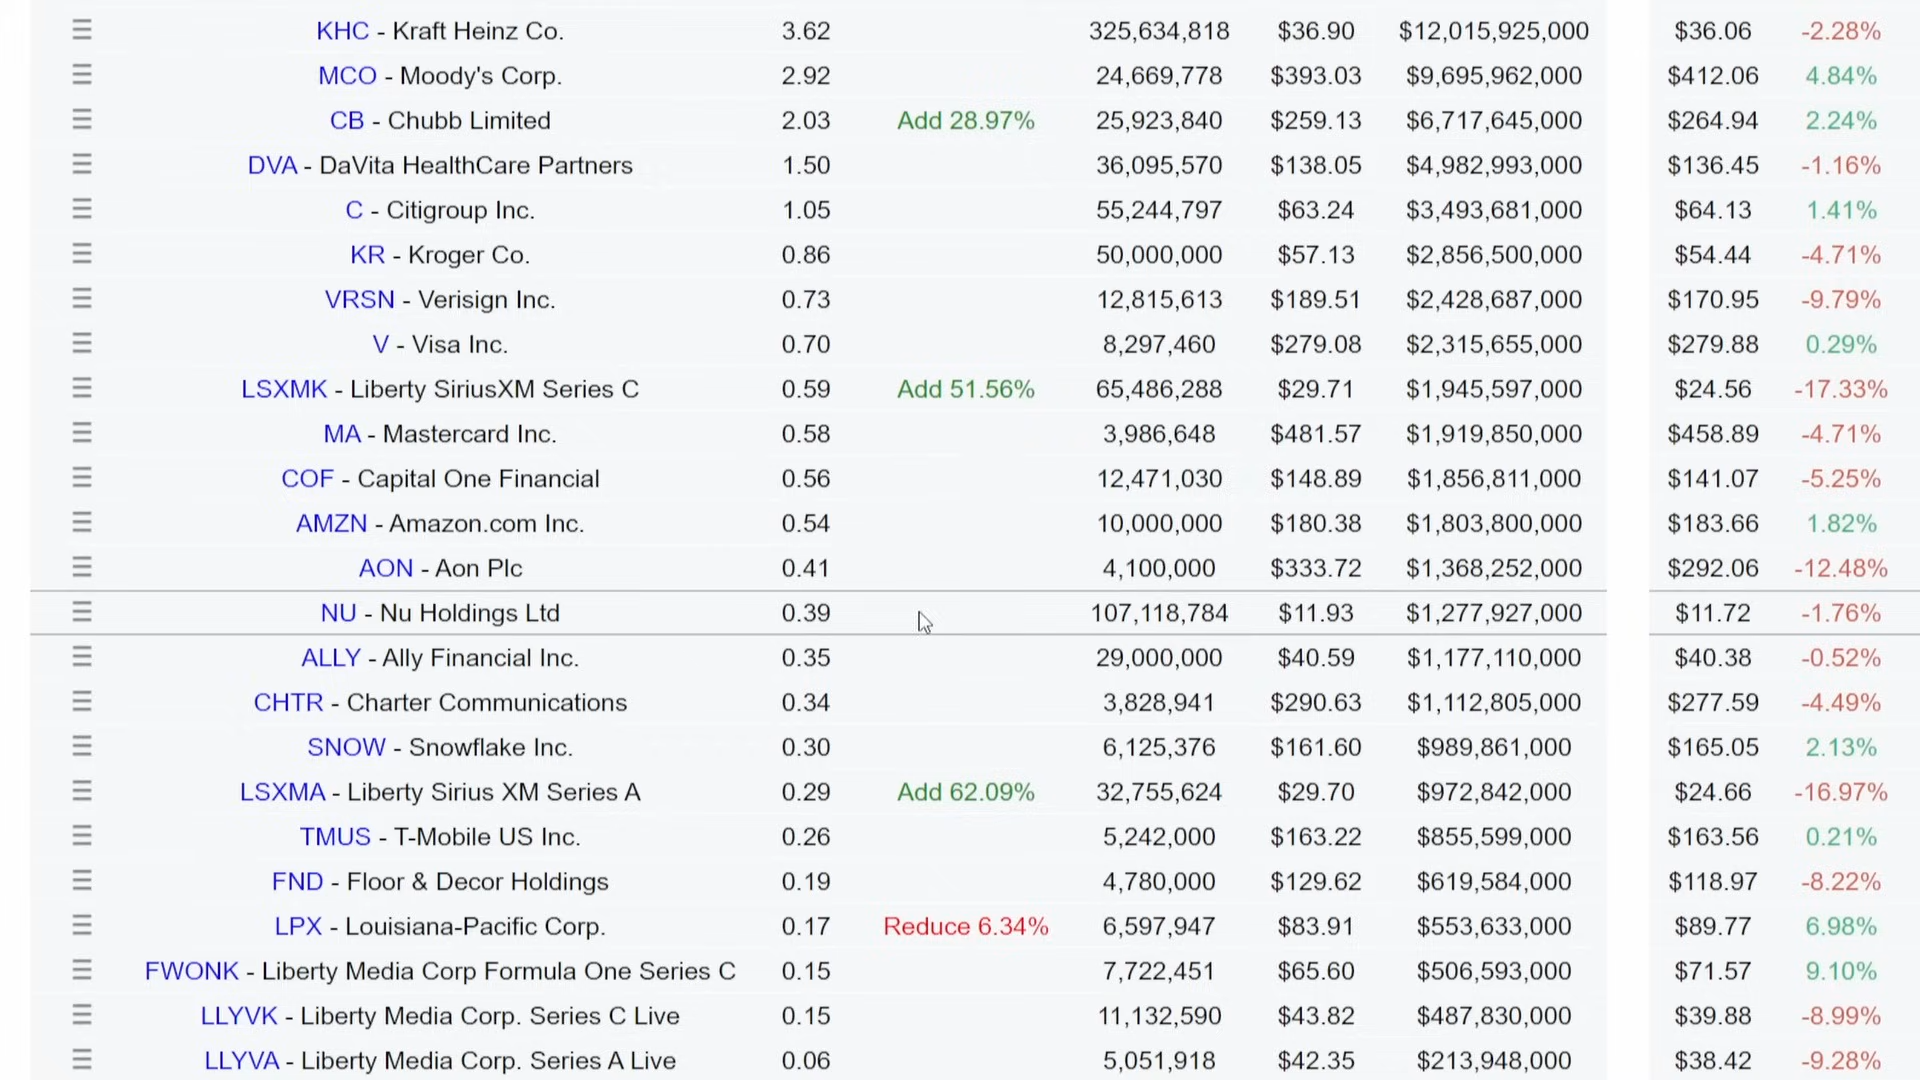 KHC - Kraft Heinz Co. 3.62 325,634,818 $36.90 $12,015,925,000 $36.06 -2.28%
MCO - Moody's Corp. 2.92 24,669,778 $393.03 $9,695,962,000 $412.06 4.84%
CB - Chubb Limited 2.03 Add 28.97% 25,923,840 $259.13 $6,717,645,000 $264.94 2.24%
DVA - DaVita HealthCare Partners 1.50 36,095,570 $138.05 $4,982,993,000 $136.45 -1.16%
C - Citigroup Inc. 1.05 55,244,797 $63.24 $3,493,681,000 $64.13 1.41%
KR - Kroger Co. 0.86 50,000,000 $57.13 $2,856,500,000 $54.44 -4.71%
VRSN - Verisign Inc. 0.73 12,815,613 $189.51 $2,428,687,000 $170.95 -9.79%
V - Visa Inc. 0.70 8,297,460 $279.08 $2,315,655,000 $279.88 0.29%
LSXMK - Liberty SiriusXM Series C 0.59 Add 51.56% 65,486,288 $29.71 $1,945,597,000 $24.56 -17.33%
MA - Mastercard Inc. 0.58 3,986,648 $481.57 $1,919,850,000 $458.89 -4.71%
COF - Capital One Financial 0.56 12,471,030 $148.89 $1,856,811,000 $141.07 -5.25%
AMZN - Amazon.com Inc. 0.54 10,000,000 $180.38 $1,803,800,000 $183.66 1.82%
AON - Aon Plc 0.41 4,100,000 $333.72 $1,368,252,000 $292.06 -12.48%
NU - Nu Holdings Ltd 0.39 107,118,784 $11.93 $1,277,927,000 $11.72 -1.76%
ALLY - Ally Financial Inc. 0.35 29,000,000 $40.59 $1,177,110,000 $40.38 -0.52%
CHTR - Charter Communications 0.34 3,828,941 $290.63 $1,112,805,000 $277.59 -4.49%
SNOW - Snowflake Inc. 0.30 6,125,376 $161.60 $989,861,000 $165.05 2.13%
LSXMA - Liberty Sirius XM Series A 0.29 Add 62.09% 32,755,624 $29.70 $972,842,000 $24.66 -16.97%
TMUS - T-Mobile US Inc. 0.26 5,242,000 $163.22 $855,599,000 $163.56 0.21%
FND - Floor & Decor Holdings 0.19 4,780,000 $129.62 $619,584,000 $118.97 -8.22%
LPX - Louisiana-Pacific Corp. 0.17 Reduce 6.34% 6,597,947 $83.91 $553,633,000 $89.77 6.98%
FWONK - Liberty Media Corp Formula One Series C 0.15 7,722,451 $65.60 $506,593,000 $71.57 9.10%
LLYVK - Liberty Media Corp. Series C Live 0.15 11,132,590 $43.82 $487,830,000 $39.88 -8.99%
LLYVA - Liberty Media Corp. Series A Live 0.06 5,051,918 $42.35 $213,948,000 $38.42 -9.28%